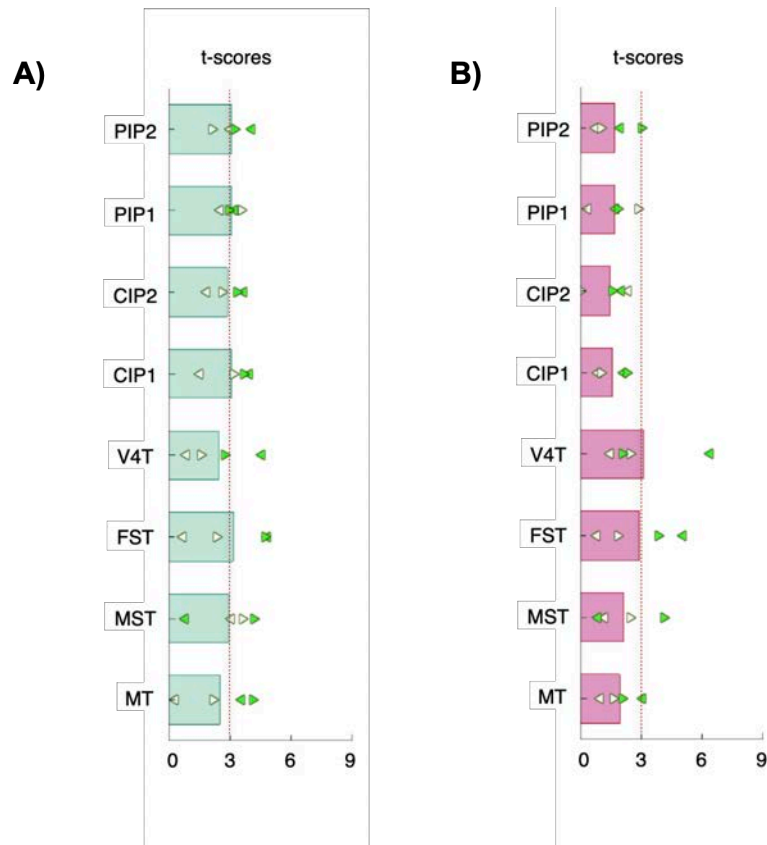 A)
t-scores
PIP2
PIP1
CIP2
CIP1
V4T
FST
MST
MT
0 3 6 9
B)
t-scores
PIP2
PIP1
CIP2
CIP1
V4T
FST
MST
MT
0 3 6 9